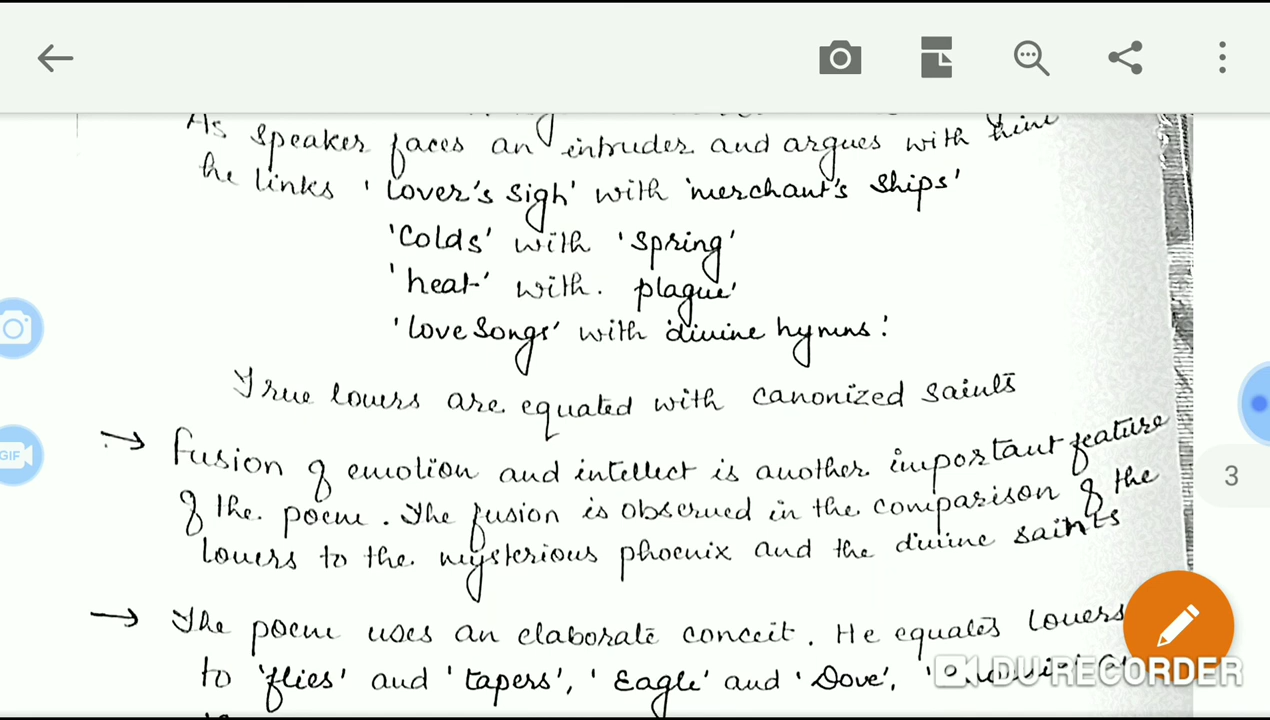 As speaker faces an intruder and argues with him
he links 'Lover's sigh' with 'merchant's ships'
'Colds' with 'spring'
'heat' with. plague'
'Love Songs' with divine hymns!
True lovers are equated with canonized saints
→ Fusion of emotion and intellect is another important feature
of the poem. The fusion is observed in the comparison of the
lovers to the mysterious phoenix and the divine saints
3
→ The poem uses an elaborate conceit. He equates lovers
to 'flies' and 'tapers', 'Eagle' and 'Dove',
DU RECORDER
GIF